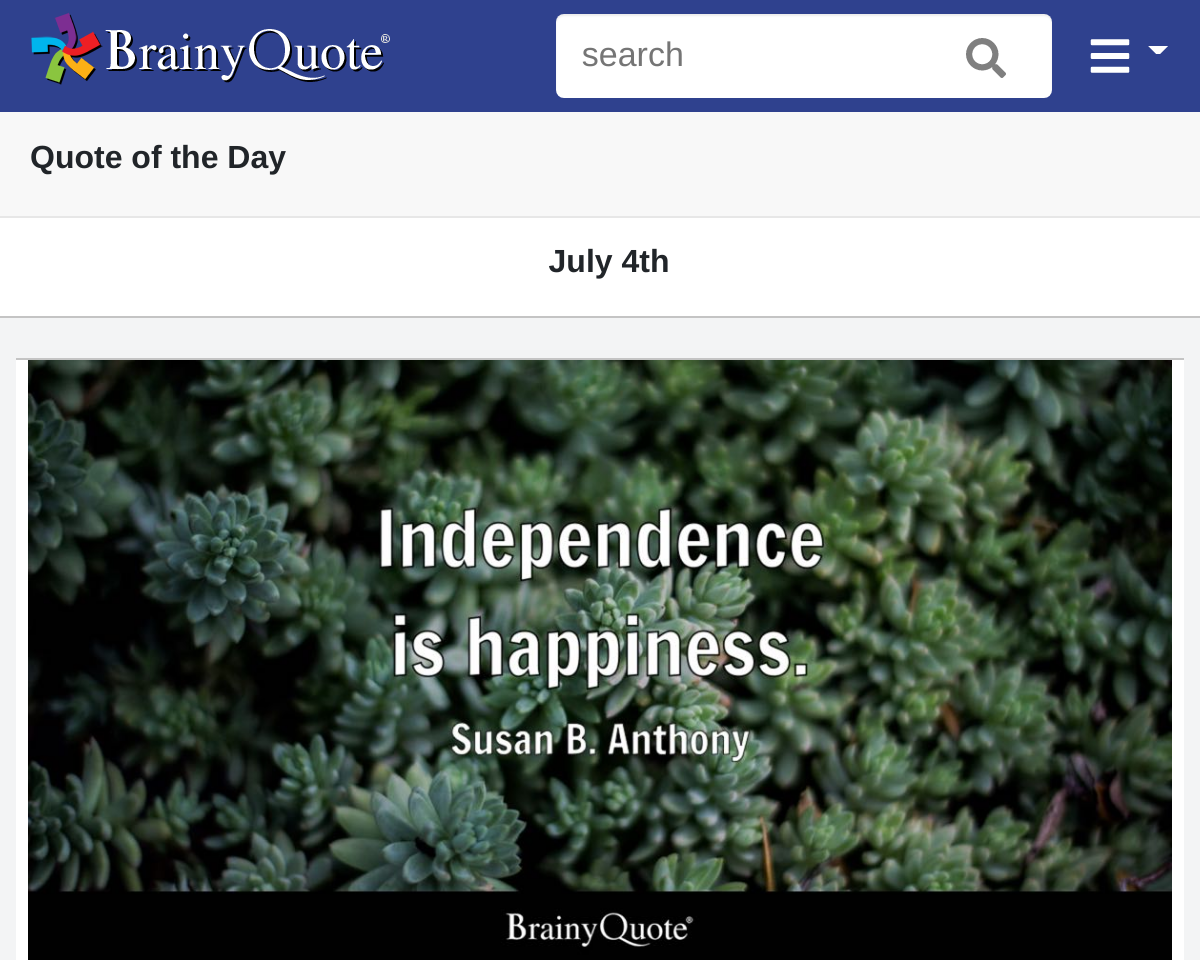 BrainyQuote®
search
Quote of the Day
July 4th
Independence
is happiness.
Susan B. Anthony
BrainyQuote®